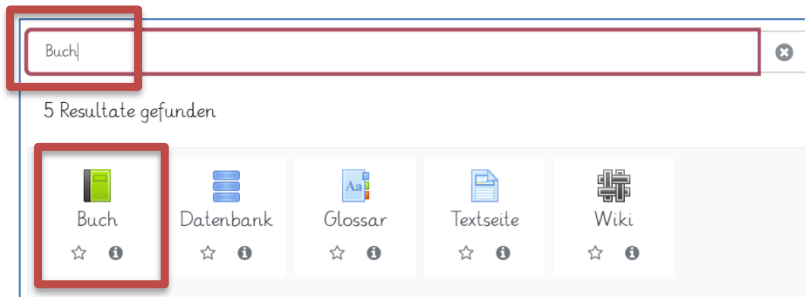 Buch
5 Resultate gefunden
Buch Datenbank Glossar Textseite Wiki